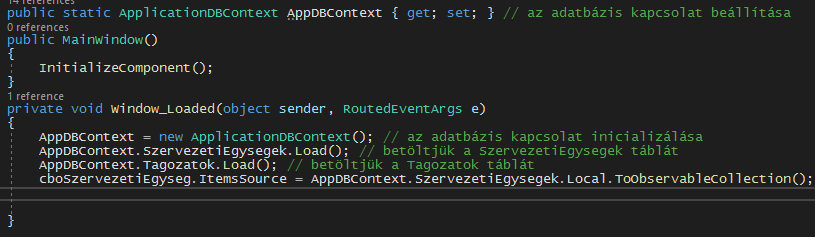 14 references
public static ApplicationDBContext AppDBContext { get; set; } // az adatbázis kapcsolat beállítása
0 references
public MainWindow()
{
InitializeComponent();
}
1 reference
private void Window_Loaded(object sender, RoutedEventArgs e)
{
AppDBContext = new ApplicationDBContext(); // az adatbázis kapcsolat inicializálása
AppDBContext.SzervezetiEgysegek.Load(); // betöltjük a SzervezetiEgysegek táblát
AppDBContext.Tagozatok.Load(); // betöltjük a Tagozatok táblát
cboSzervezetiEgyseg.ItemsSource = AppDBContext.SzervezetiEgysegek.Local.ToObservableCollection();
}